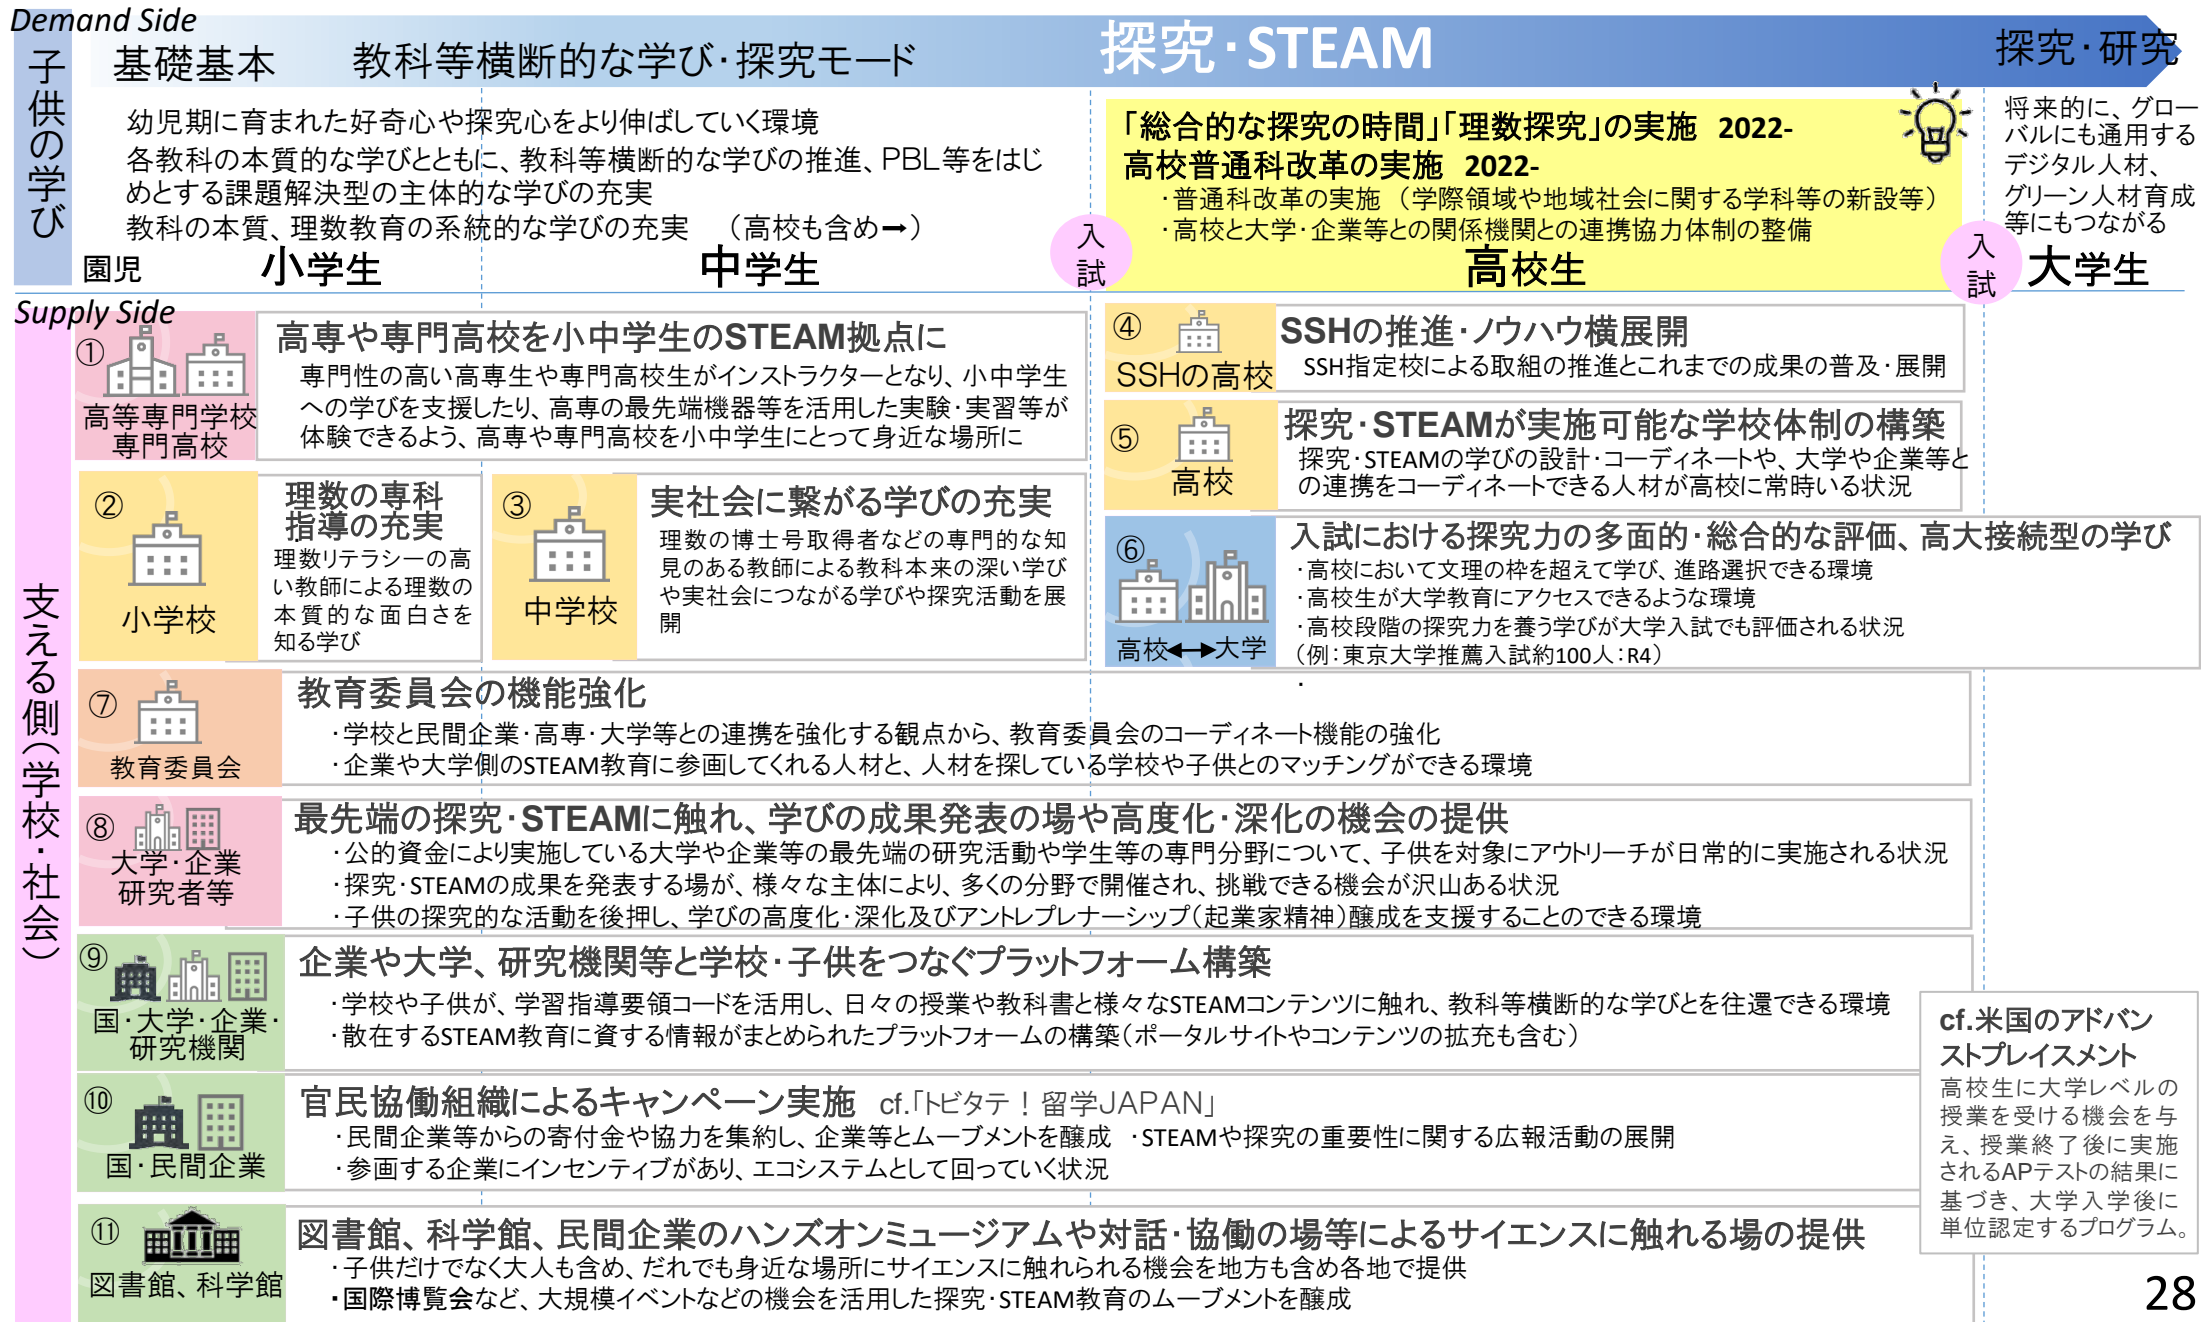 Demand Side
子供の学び
基礎基本
教科等横断的な学び・探究モード
探究・STEAM
探究・研究
幼児期に育まれた好奇心や探究心をより伸ばしていく環境
各教科の本質的な学びとともに、教科等横断的な学びの推進、PBL等をはじ
めとする課題解決型の主体的な学びの充実
教科の本質、理数教育の系統的な学びの充実 （高校も含め➞）
「総合的な探究の時間」「理数探究」の実施 2022-
高校普通科改革の実施 2022-
・普通科改革の実施 （学際領域や地域社会に関する学科等の新設等）
・高校と大学・企業等との関係機関との連携協力体制の整備
将来的に、グロー
バルにも通用する
デジタル人材、
グリーン人材育成
等にもつながる
園児
小学生
中学生
入試
高校生
入試
大学生
Supply Side
支える側（学校・社会）
①
高等専門学校
専門高校
高専や専門高校を小中学生のSTEAM拠点に
専門性の高い高専生や専門高校生がインストラクターとなり、小中学生
への学びを支援したり、高専の最先端機器等を活用した実験・実習等が
体験できるよう、高専や専門高校を小中学生にとって身近な場所に
②
小学校
理数の専科
指導の充実
理数リテラシーの高
い教師による理数の
本質的な面白さを
知る学び
③
中学校
実社会に繋がる学びの充実
理数の博士号取得者などの専門的な知
見のある教師による教科本来の深い学び
や実社会につながる学びや探究活動を展
開
④
SSHの高校
SSHの推進・ノウハウ横展開
SSH指定校による取組の推進とこれまでの成果の普及・展開
⑤
高校
探究・STEAMが実施可能な学校体制の構築
探究・STEAMの学びの設計・コーディネートや、大学や企業等と
の連携をコーディネートできる人材が高校に常時いる状況
⑥
高校 大学
入試における探究力の多面的・総合的な評価、高大接続型の学び
・高校において文理の枠を超えて学び、進路選択できる環境
・高校生が大学教育にアクセスできるような環境
・高校段階の探究力を養う学びが大学入試でも評価される状況
（例：東京大学推薦入試約100人：R4）
・
⑦
教育委員会
教育委員会の機能強化
・学校と民間企業・高専・大学等との連携を強化する観点から、教育委員会のコーディネート機能の強化
・企業や大学側のSTEAM教育に参画してくれる人材と、人材を探している学校や子供とのマッチングができる環境
⑧
大学・企業
研究者等
最先端の探究・STEAMに触れ、学びの成果発表の場や高度化・深化の機会の提供
・公的資金により実施している大学や企業等の最先端の研究活動や学生等の専門分野について、子供を対象にアウトリーチが日常的に実施される状況
・探究・STEAMの成果を発表する場が、様々な主体により、多くの分野で開催され、挑戦できる機会が沢山ある状況
・子供の探究的な活動を後押し、学びの高度化・深化及びアントレプレナーシップ（起業家精神）醸成を支援することのできる環境
⑨
国・大学・企業・
研究機関
企業や大学、研究機関等と学校・子供をつなぐプラットフォーム構築
・学校や子供が、学習指導要領コードを活用し、日々の授業や教科書と様々なSTEAMコンテンツに触れ、教科等横断的な学びとを往還できる環境
・散在するSTEAM教育に資する情報がまとめられたプラットフォームの構築（ポータルサイトやコンテンツの拡充も含む）
⑩
国・民間企業
官民協働組織によるキャンペーン実施 cf.「トビタテ！留学JAPAN」
・民間企業等からの寄付金や協力を集約し、企業等とムーブメントを醸成 ・STEAMや探究の重要性に関する広報活動の展開
・参画する企業にインセンティブがあり、エコシステムとして回っていく状況
⑪
図書館、科学館
図書館、科学館、民間企業のハンズオンミュージアムや対話・協働の場等によるサイエンスに触れる場の提供
・子供だけでなく大人も含め、だれでも身近な場所にサイエンスに触れられる機会を地方も含め各地で提供
・国際博覧会など、大規模イベントなどの機会を活用した探究・STEAM教育のムーブメントを醸成
cf.米国のアドバン
ストプレイスメント
高校生に大学レベルの
授業を受ける機会を与
え、授業終了後に実施
されるAPテストの結果に
基づき、大学入学後に
単位認定するプログラム。
28